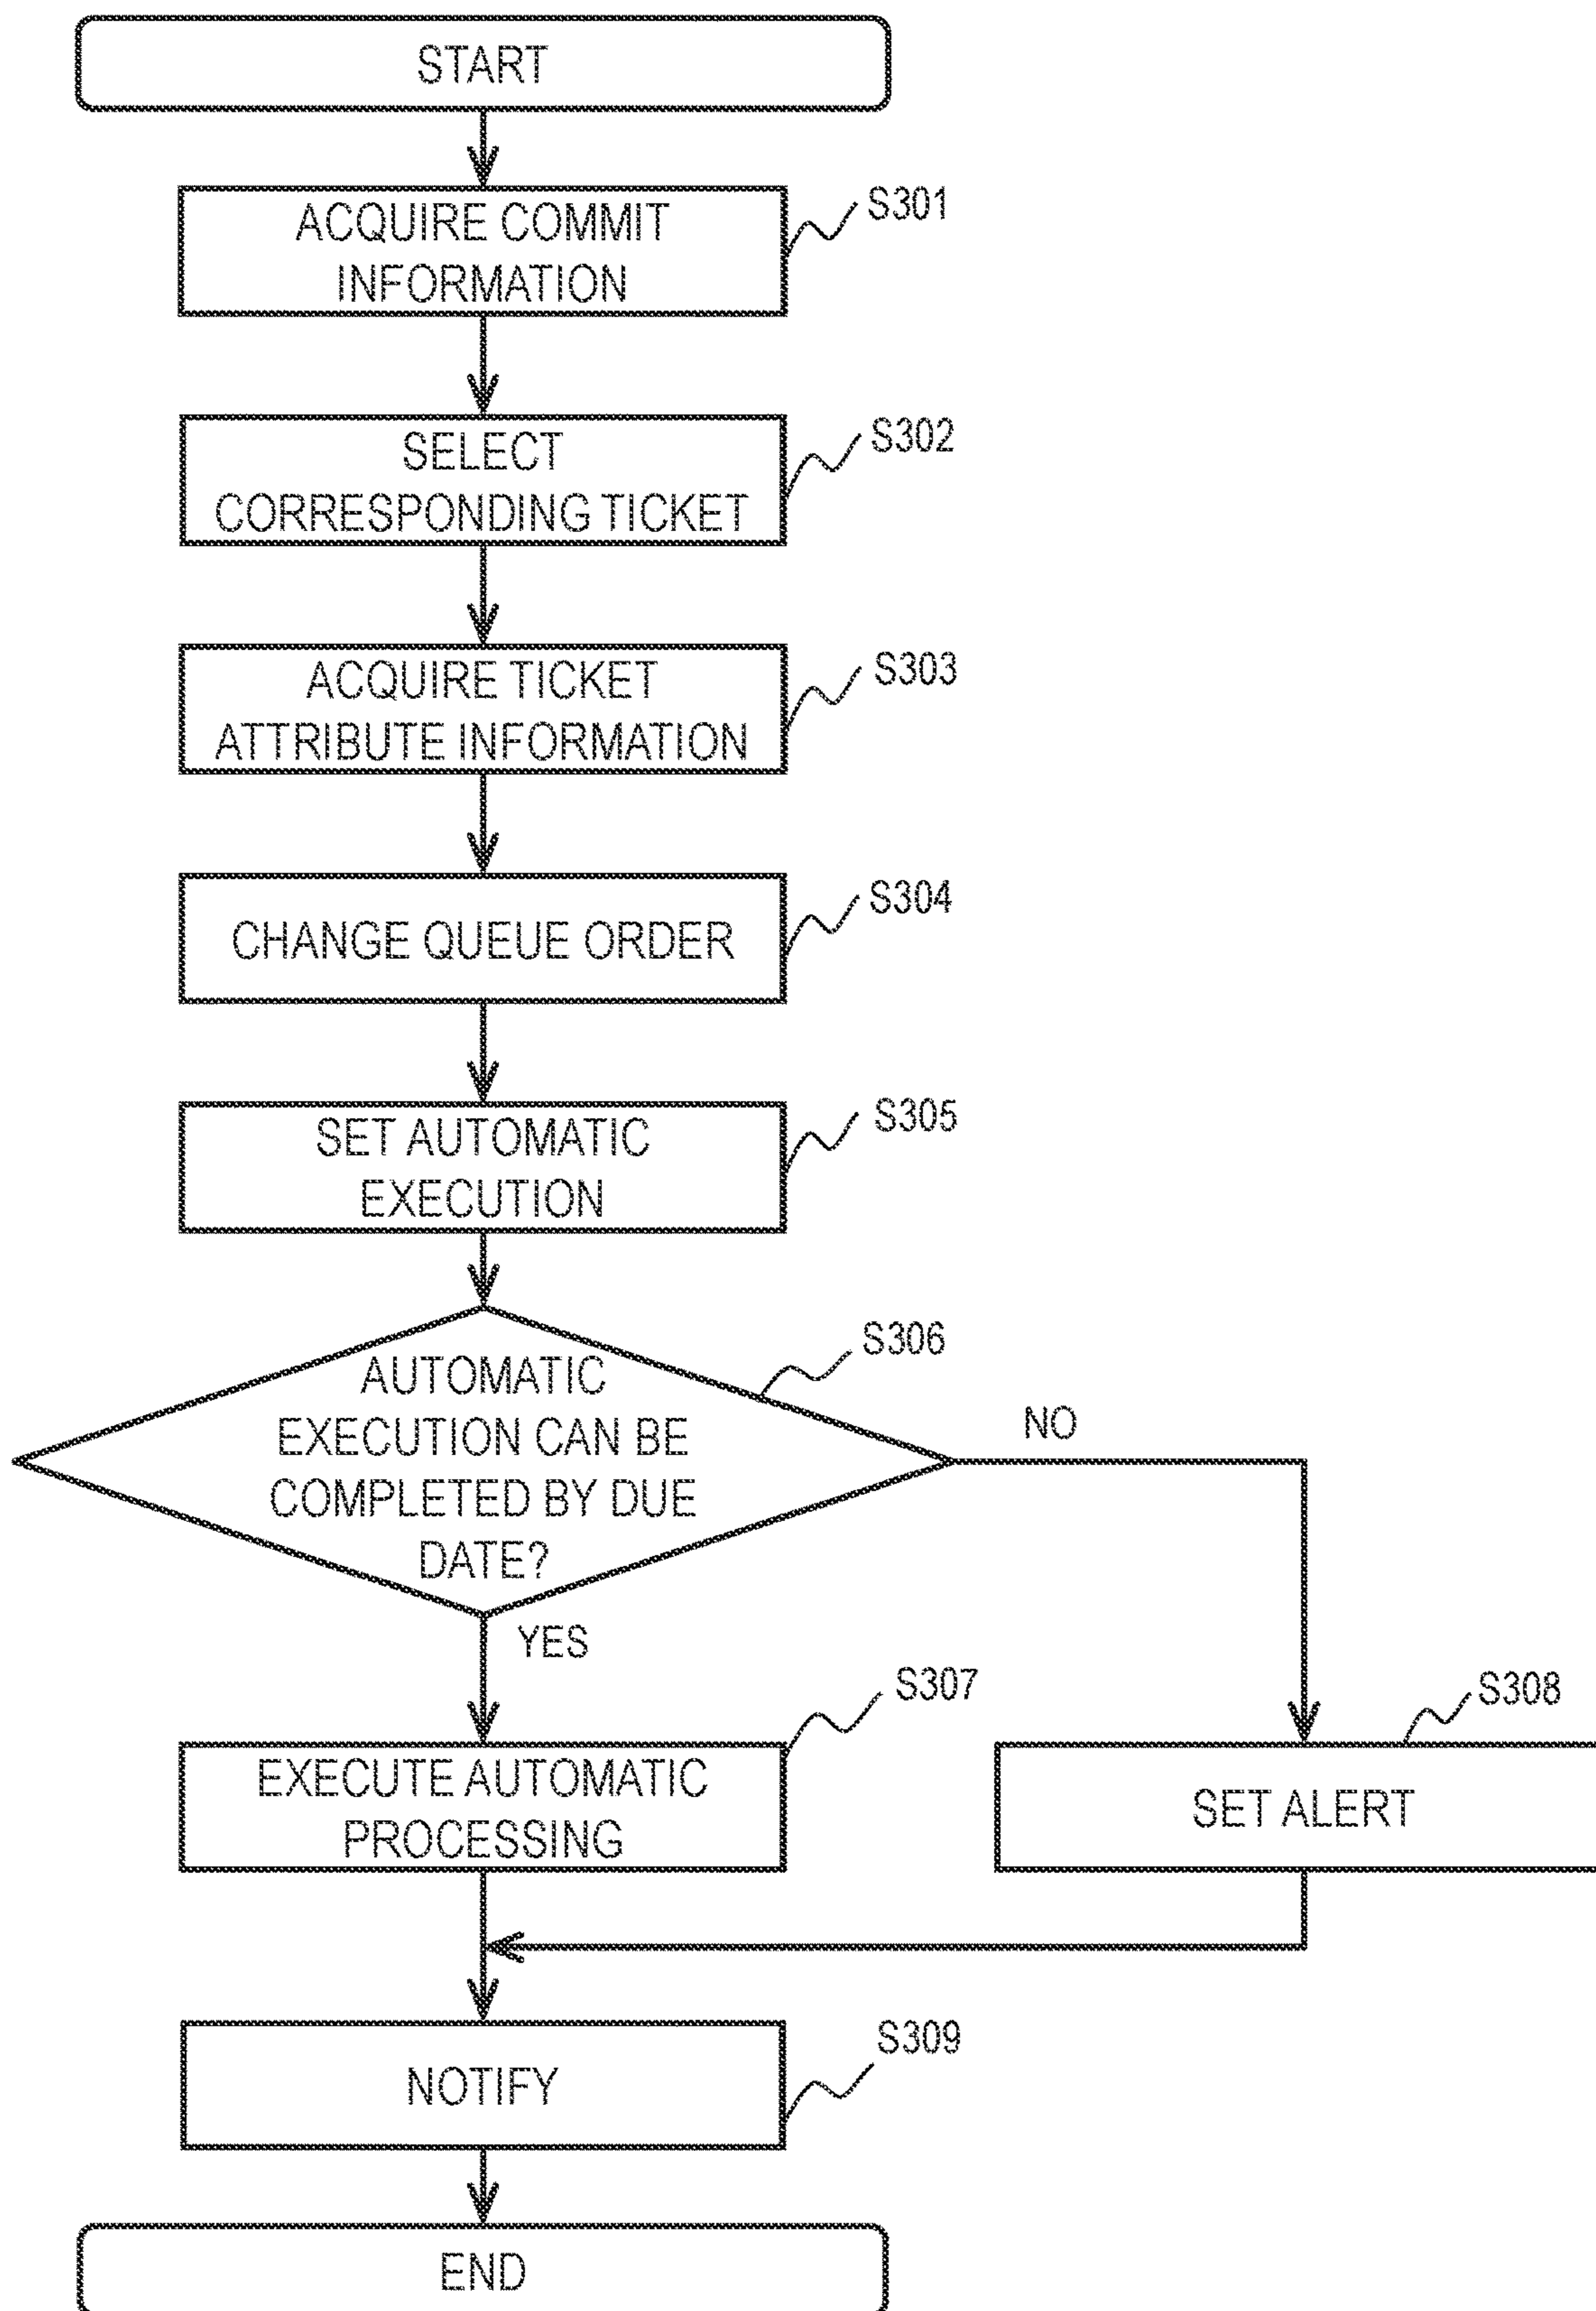 START
ACQUIRE COMMIT
INFORMATION
S301
SELECT
CORRESPONDING TICKET
S302
ACQUIRE TICKET
ATTRIBUTE INFORMATION
S303
CHANGE QUEUE ORDER
S304
SET AUTOMATIC
EXECUTION
S305
AUTOMATIC
EXECUTION CAN BE
COMPLETED BY DUE
DATE?
S306
NO
YES
EXECUTE AUTOMATIC
PROCESSING
S307
SET ALERT
S308
NOTIFY
S309
END